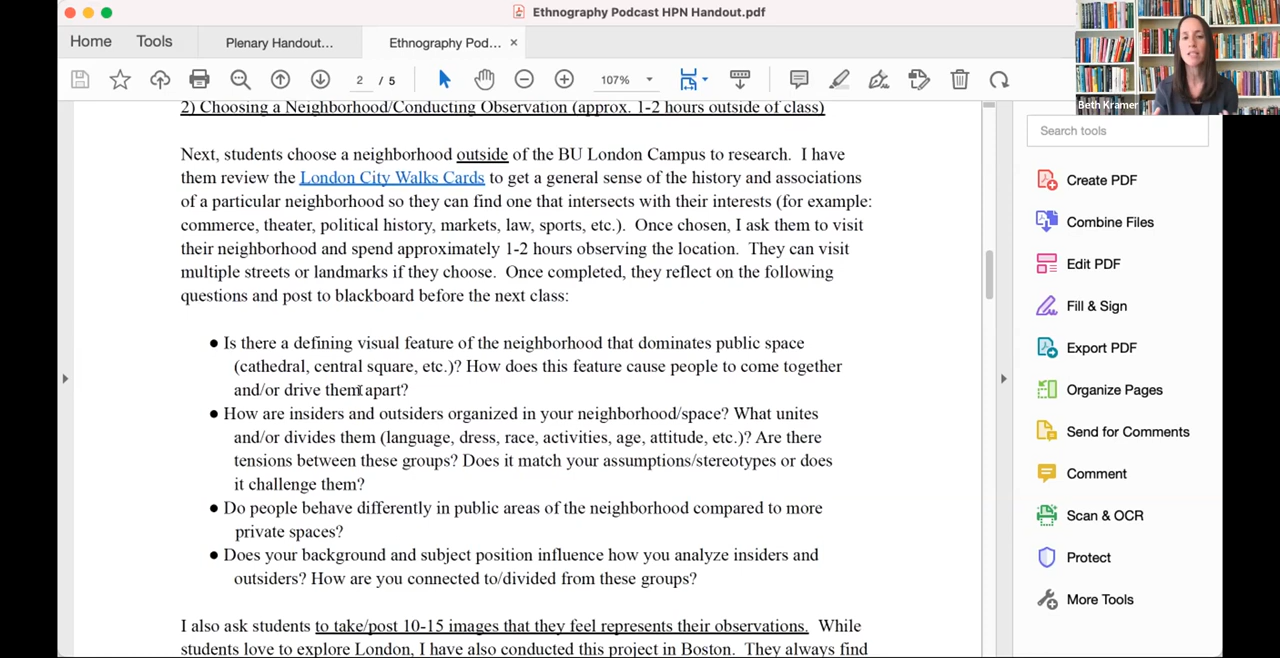 Ethnography Podcast HPN Handout.pdf
Home
Tools
Plenary Handout...
Ethnography Pod... ×
2 / 5
107%
Beth Kramer
Search tools
Create PDF
Combine Files
Edit PDF
Fill & Sign
Export PDF
Organize Pages
Send for Comments
Comment
Scan & OCR
Protect
More Tools
2) Choosing a Neighborhood/Conducting Observation (approx. 1-2 hours outside of class)
Next, students choose a neighborhood outside of the BU London Campus to research. I have
them review the London City Walks Cards to get a general sense of the history and associations
of a particular neighborhood so they can find one that intersects with their interests (for example:
commerce, theater, political history, markets, law, sports, etc.). Once chosen, I ask them to visit
their neighborhood and spend approximately 1-2 hours observing the location. They can visit
multiple streets or landmarks if they choose. Once completed, they reflect on the following
questions and post to blackboard before the next class:
● Is there a defining visual feature of the neighborhood that dominates public space
(cathedral, central square, etc.)? How does this feature cause people to come together
and/or drive them apart?
● How are insiders and outsiders organized in your neighborhood/space? What unites
and/or divides them (language, dress, race, activities, age, attitude, etc.)? Are there
tensions between these groups? Does it match your assumptions/stereotypes or does
it challenge them?
● Do people behave differently in public areas of the neighborhood compared to more
private spaces?
● Does your background and subject position influence how you analyze insiders and
outsiders? How are you connected to/divided from these groups?
I also ask students to take/post 10-15 images that they feel represents their observations. While
students love to explore London, I have also conducted this project in Boston. They always find